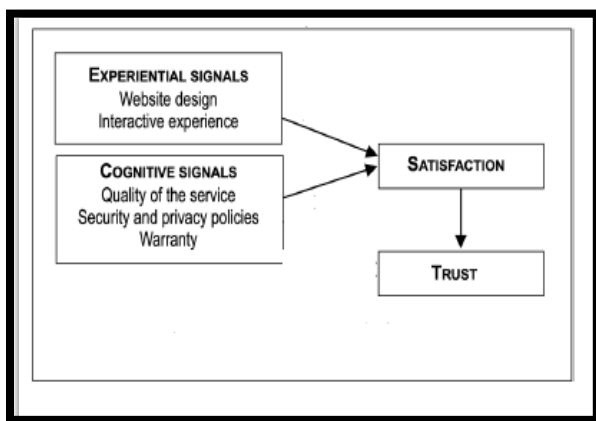 EXPERIENTIAL SIGNALS
Website design
Interactive experience
COGNITIVE SIGNALS
Quality of the service
Security and privacy policies
Warranty
SATISFACTION
TRUST